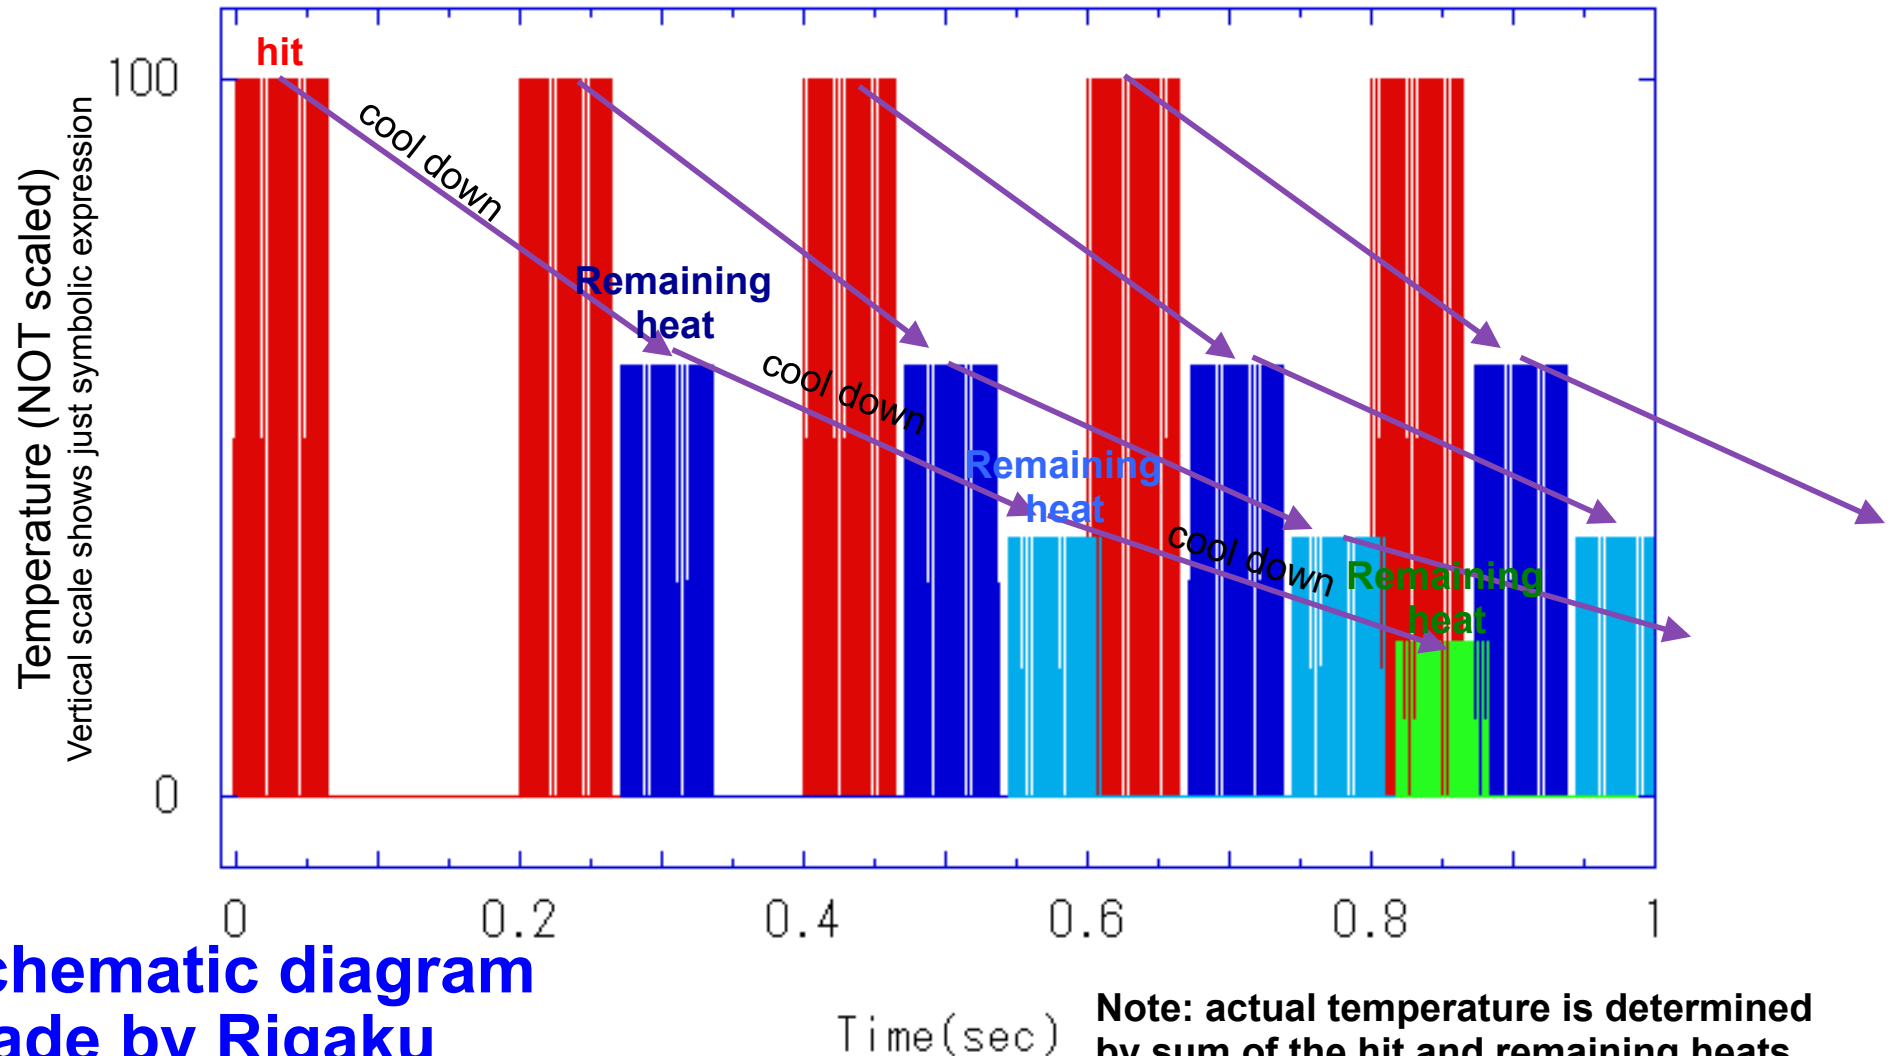 hit
100
cool down
Temperature (NOT scaled)
Vertical scale shows just symbolic expression
Remaining
heat
cool down
Remaining
heat
cool down
Remaining
heat
0
0 0.2 0.4 0.6 0.8 1
Time(sec)
chematic diagram
ade by Rigaku
Note: actual temperature is determined
by sum of the hit and remaining heats